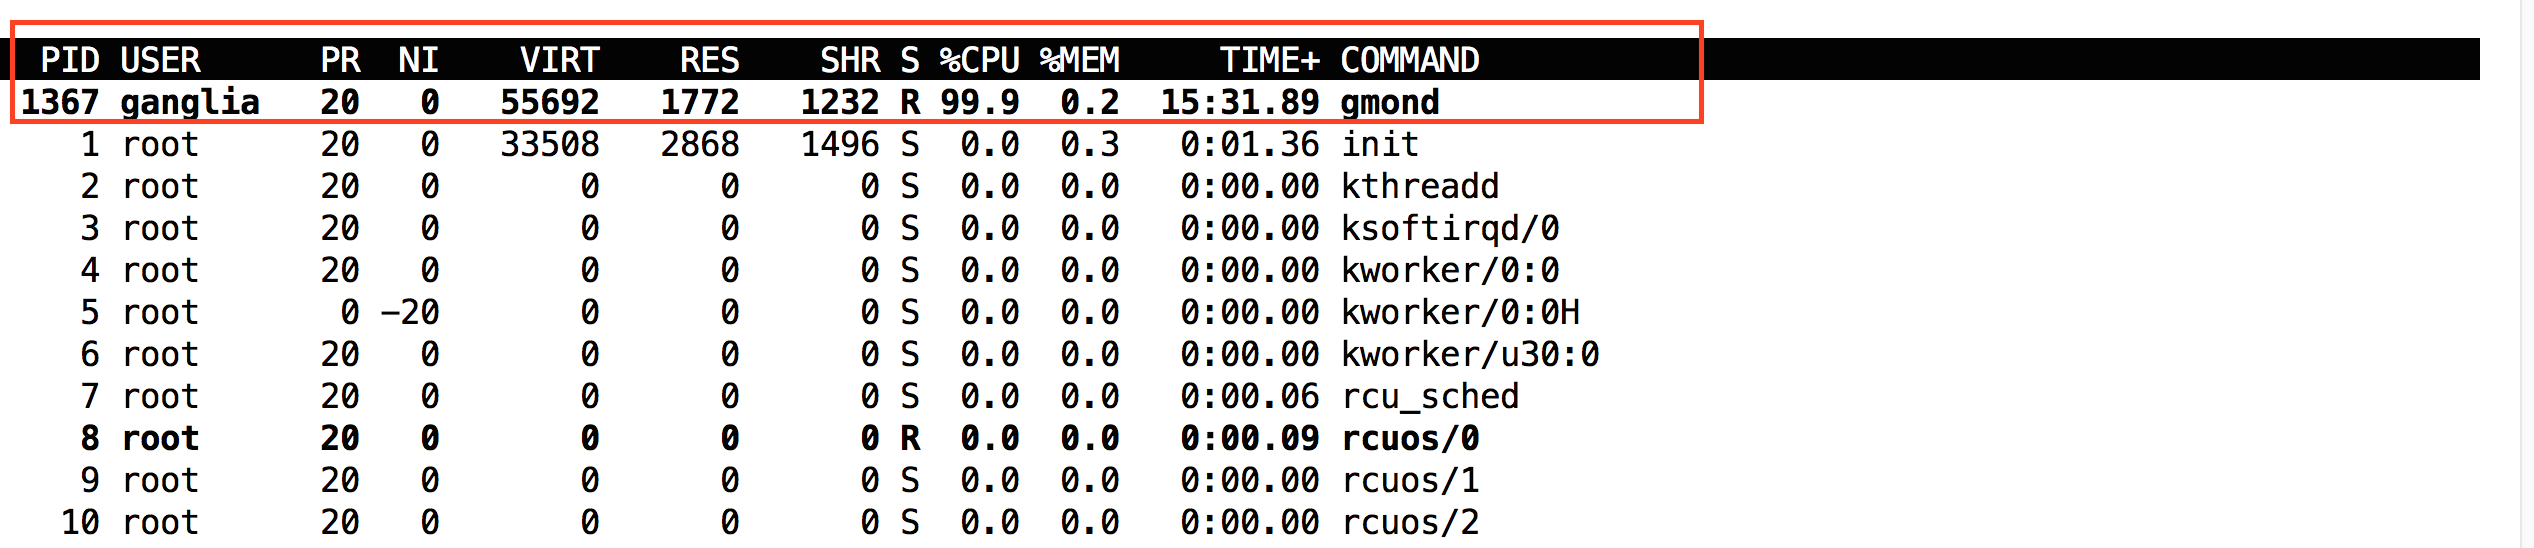 PID USER PR NI VIRT RES SHR S %CPU %MEM TIME+ COMMAND
1367 ganglia 20 0 55692 1772 1232 R 99.9 0.2 15:31.89 gmond
1 root 20 0 33508 2868 1496 S 0.0 0.3 0:01.36 init
2 root 20 0 0 0 0 S 0.0 0.0 0:00.00 kthreadd
3 root 20 0 0 0 0 S 0.0 0.0 0:00.00 ksoftirqd/0
4 root 20 0 0 0 0 S 0.0 0.0 0:00.00 kworker/0:0
5 root 0 -20 0 0 0 S 0.0 0.0 0:00.00 kworker/0:0H
6 root 20 0 0 0 0 S 0.0 0.0 0:00.00 kworker/u30:0
7 root 20 0 0 0 0 S 0.0 0.0 0:00.06 rcu_sched
8 root 20 0 0 0 0 R 0.0 0.0 0:00.09 rcuos/0
9 root 20 0 0 0 0 S 0.0 0.0 0:00.00 rcuos/1
10 root 20 0 0 0 0 S 0.0 0.0 0:00.00 rcuos/2